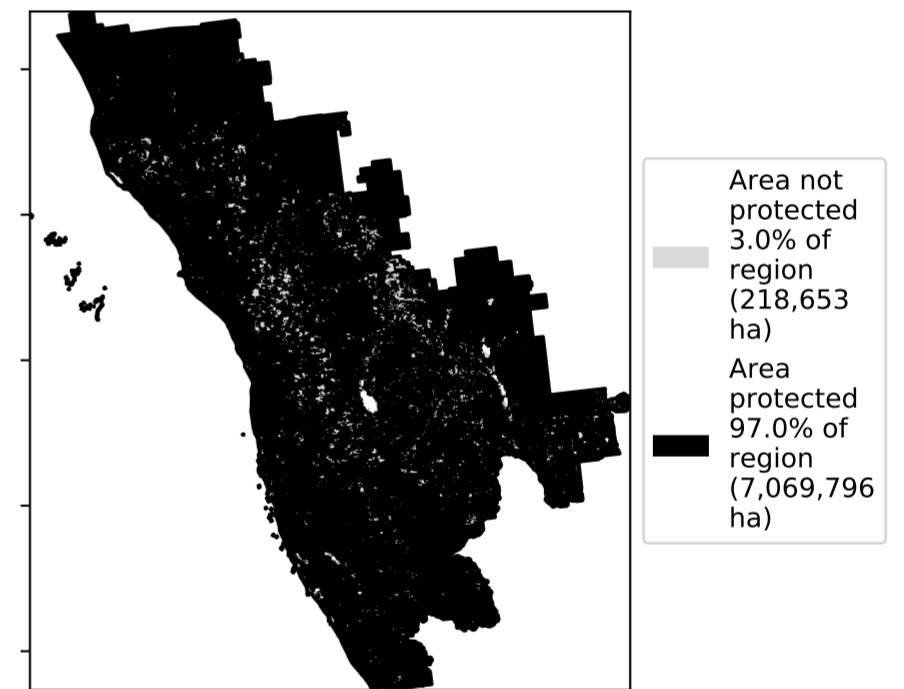 Area not
protected
3.0% of
region
(218,653
ha)
Area
protected
97.0% of
region
(7,069,796
ha)